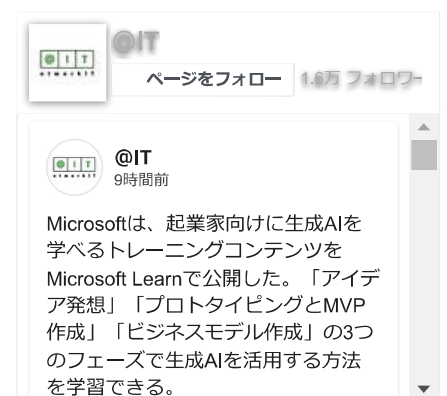 @IT
@IT
atmarkIT
ページをフォロー
1.6万 フォロワー
@IT
@IT
atmarkIT
9時間前
Microsoftは、起業家向けに生成AIを
学べるトレーニングコンテンツを
Microsoft Learnで公開した。「アイデ
ア発想」「プロトタイピングとMVP
作成」「ビジネスモデル作成」の3つ
のフェーズで生成AIを活用する方法
を学習できる。